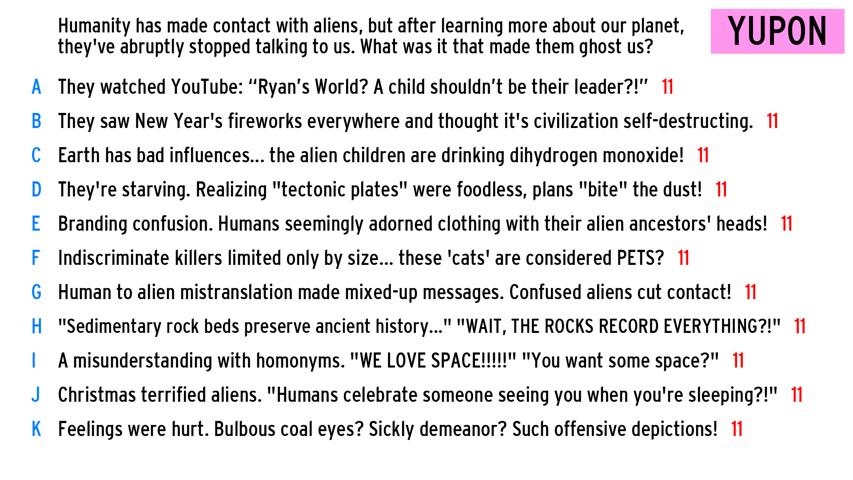 Humanity has made contact with aliens, but after learning more about our planet,
they've abruptly stopped talking to us. What was it that made them ghost us?
YUPON
A They watched YouTube: “Ryan’s World? A child shouldn’t be their leader?!” 11
B They saw New Year's fireworks everywhere and thought it's civilization self-destructing. 11
C Earth has bad influences... the alien children are drinking dihydrogen monoxide! 11
D They're starving. Realizing "tectonic plates" were foodless, plans "bite" the dust! 11
E Branding confusion. Humans seemingly adorned clothing with their alien ancestors' heads! 11
F Indiscriminate killers limited only by size... these 'cats' are considered PETS? 11
G Human to alien mistranslation made mixed-up messages. Confused aliens cut contact! 11
H "Sedimentary rock beds preserve ancient history..." "WAIT, THE ROCKS RECORD EVERYTHING?!" 11
I A misunderstanding with homonyms. "WE LOVE SPACE!!!!!" "You want some space?" 11
J Christmas terrified aliens. "Humans celebrate someone seeing you when you're sleeping?!" 11
K Feelings were hurt. Bulbous coal eyes? Sickly demeanor? Such offensive depictions! 11